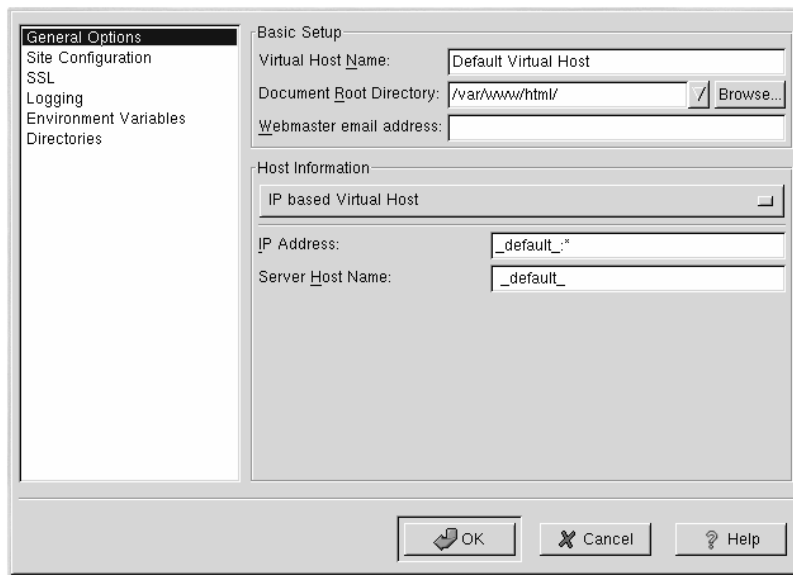 General Options
Site Configuration
SSL
Logging
Environment Variables
Directories
Basic Setup
Virtual Host Name: Default Virtual Host
Document Root Directory: /var/www/html/ Browse...
Webmaster email address:
Host Information
IP based Virtual Host
IP Address: _default_:*
Server Host Name: _default_
OK Cancel Help